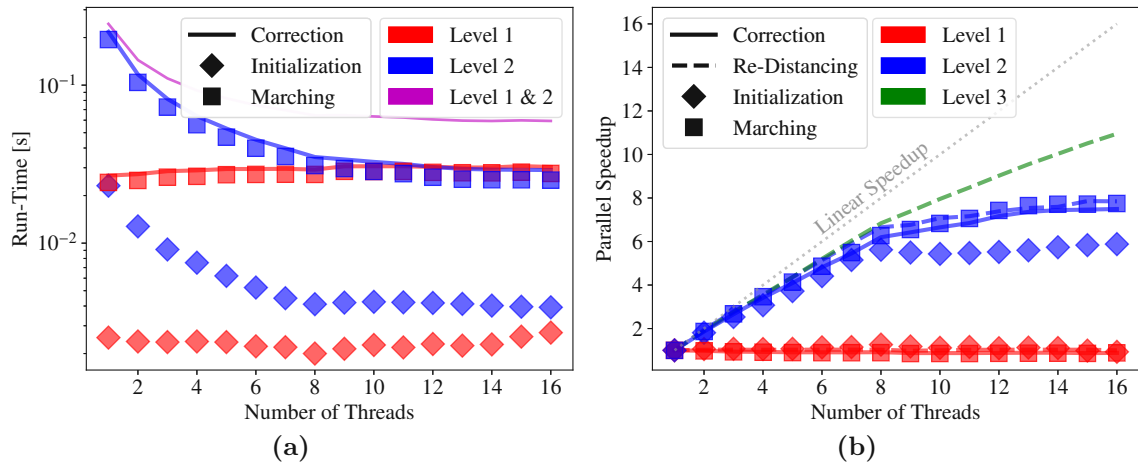 Correction
Initialization
Marching
Level 1
Level 2
Level 1 & 2
Run-Time [s]
10⁻¹
10⁻²
2 4 6 8 10 12 14 16
Number of Threads
(a)
Correction
Re-Distancing
Initialization
Marching
Level 1
Level 2
Level 3
Linear Speedup
Parallel Speedup
16
14
12
10
8
6
4
2
2 4 6 8 10 12 14 16
Number of Threads
(b)